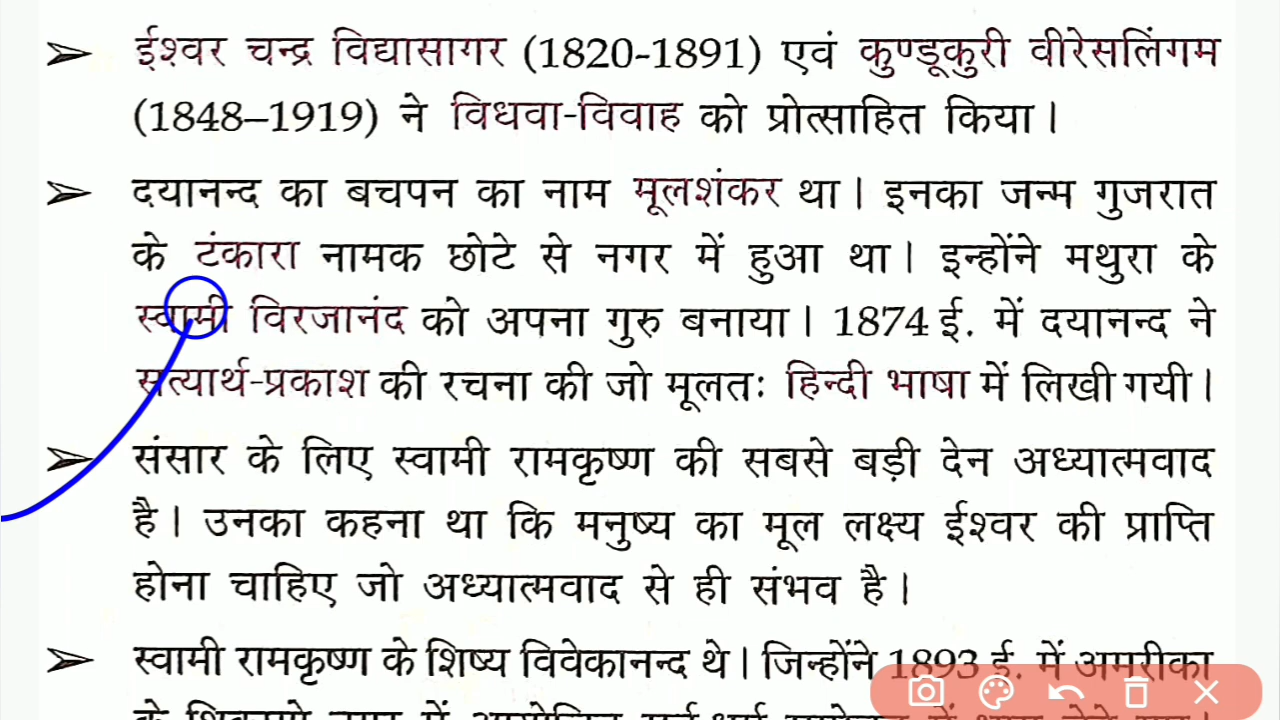 ➢ ईश्वर चन्द्र विद्यासागर (1820-1891) एवं कुण्डूकुरी वीरेसलिंगम
(1848–1919) ने विधवा-विवाह को प्रोत्साहित किया।
➢ दयानन्द का बचपन का नाम मूलशंकर था। इनका जन्म गुजरात
के टंकारा नामक छोटे से नगर में हुआ था। इन्होंने मथुरा के
स्वामी विरजानंद को अपना गुरु बनाया। 1874 ई. में दयानन्द ने
सत्यार्थ-प्रकाश की रचना की जो मूलतः हिन्दी भाषा में लिखी गयी।
➢ संसार के लिए स्वामी रामकृष्ण की सबसे बड़ी देन अध्यात्मवाद
है। उनका कहना था कि मनुष्य का मूल लक्ष्य ईश्वर की प्राप्ति
होना चाहिए जो अध्यात्मवाद से ही संभव है।
➢ स्वामी रामकृष्ण के शिष्य विवेकानन्द थे। जिन्होंने 1893 ई. में अमरीका